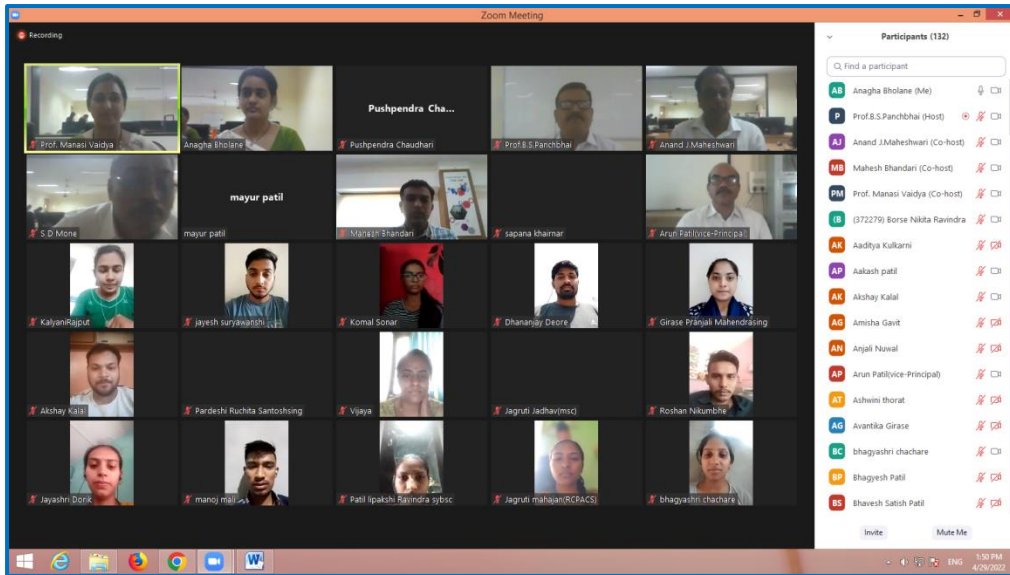 Zoom Meeting
Recording
Participants (132)
Find a participant
Pushpendra Cha...
Prof. Manasi Vaidya
Anagha Bholane
Pushpendra Chaudhari
Prof.B.S.Panchbhai
Anand J.Maheshwari
mayur patil
S D Mone
mayur patil
Mahesh Bhandari
sapana khairnar
Arun Patil(vice-Principal)
KalyaniRajput
jayesh suryawanshi
Komal Sonar
Dhananjay Deore
Girase Pranjali Mahendrasing
Akshay Kalal
Pardeshi Ruchita Santoshsing
Vijaya
Jagruti Jadhav(msc)
Roshan Nikumbhe
Jayashri Dorik
manoj mali
Patil lipakshi Ravindra sybsc
Jagruti mahajan(RCPACS)
bhagyashri chachare
AB Anagha Bholane (Me)
P Prof.B.S.Panchbhai (Host)
AJ Anand J.Maheshwari (Co-host)
MB Mahesh Bhandari (Co-host)
PM Prof. Manasi Vaidya (Co-host)
(B (372279) Borse Nikita Ravindra
AK Aaditya Kulkarni
AP Aakash patil
AK Akshay Kalal
AG Amisha Gavit
AN Anjali Nuwal
AP Arun Patil(vice-Principal)
AT Ashwini thorat
AG Avantika Girase
BC bhagyashri chachare
BP Bhagyesh Patil
BS Bhavesh Satish Patil
Invite Mute Me
ENG 1:50 PM
4/29/2022